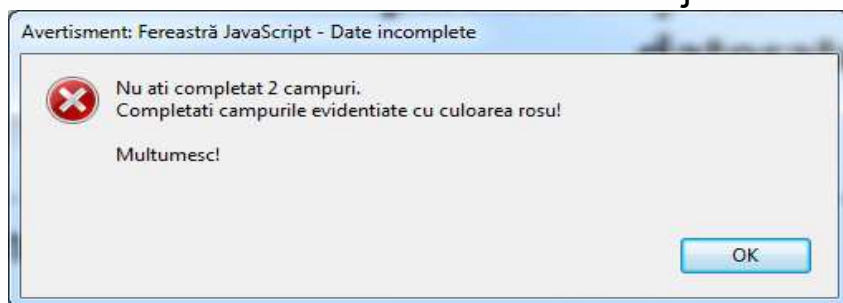 Avertisment: Fereastră JavaScript - Date incomplete
Nu ati completat 2 campuri.
Completati campurile evidentiate cu culoarea rosu!
Multumesc!
OK